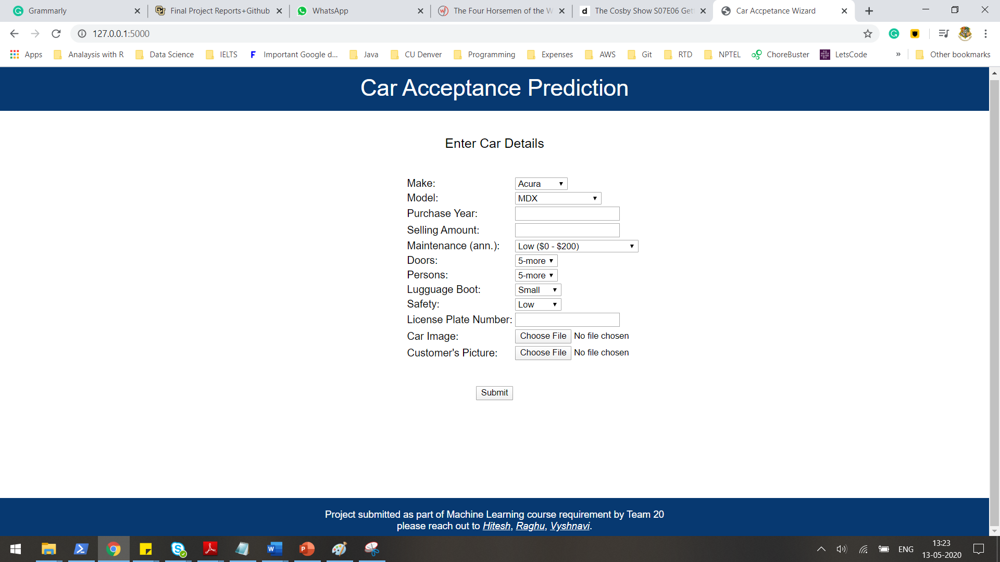 Grammarly
Final Project Reports+Github
WhatsApp
The Four Horsemen of the W
The Cosby Show S07E06 Get
Car Accpetance Wizard
127.0.0.1:5000
Apps
Analaysis with R
Data Science
IELTS
Important Google d...
Java
CU Denver
Programming
Expenses
AWS
Git
RTD
NPTEL
ChoreBuster
LetsCode
»
Other bookmarks
Car Acceptance Prediction
Enter Car Details
Make: Acura
Model: MDX
Purchase Year:
Selling Amount:
Maintenance (ann.): Low ($0 - $200)
Doors: 5-more
Persons: 5-more
Lugguage Boot: Small
Safety: Low
License Plate Number:
Car Image: Choose File No file chosen
Customer's Picture: Choose File No file chosen
Submit
Project submitted as part of Machine Learning course requirement by Team 20
please reach out to Hitesh, Raghu, Vyshnavi.
ENG
13:23
13-05-2020